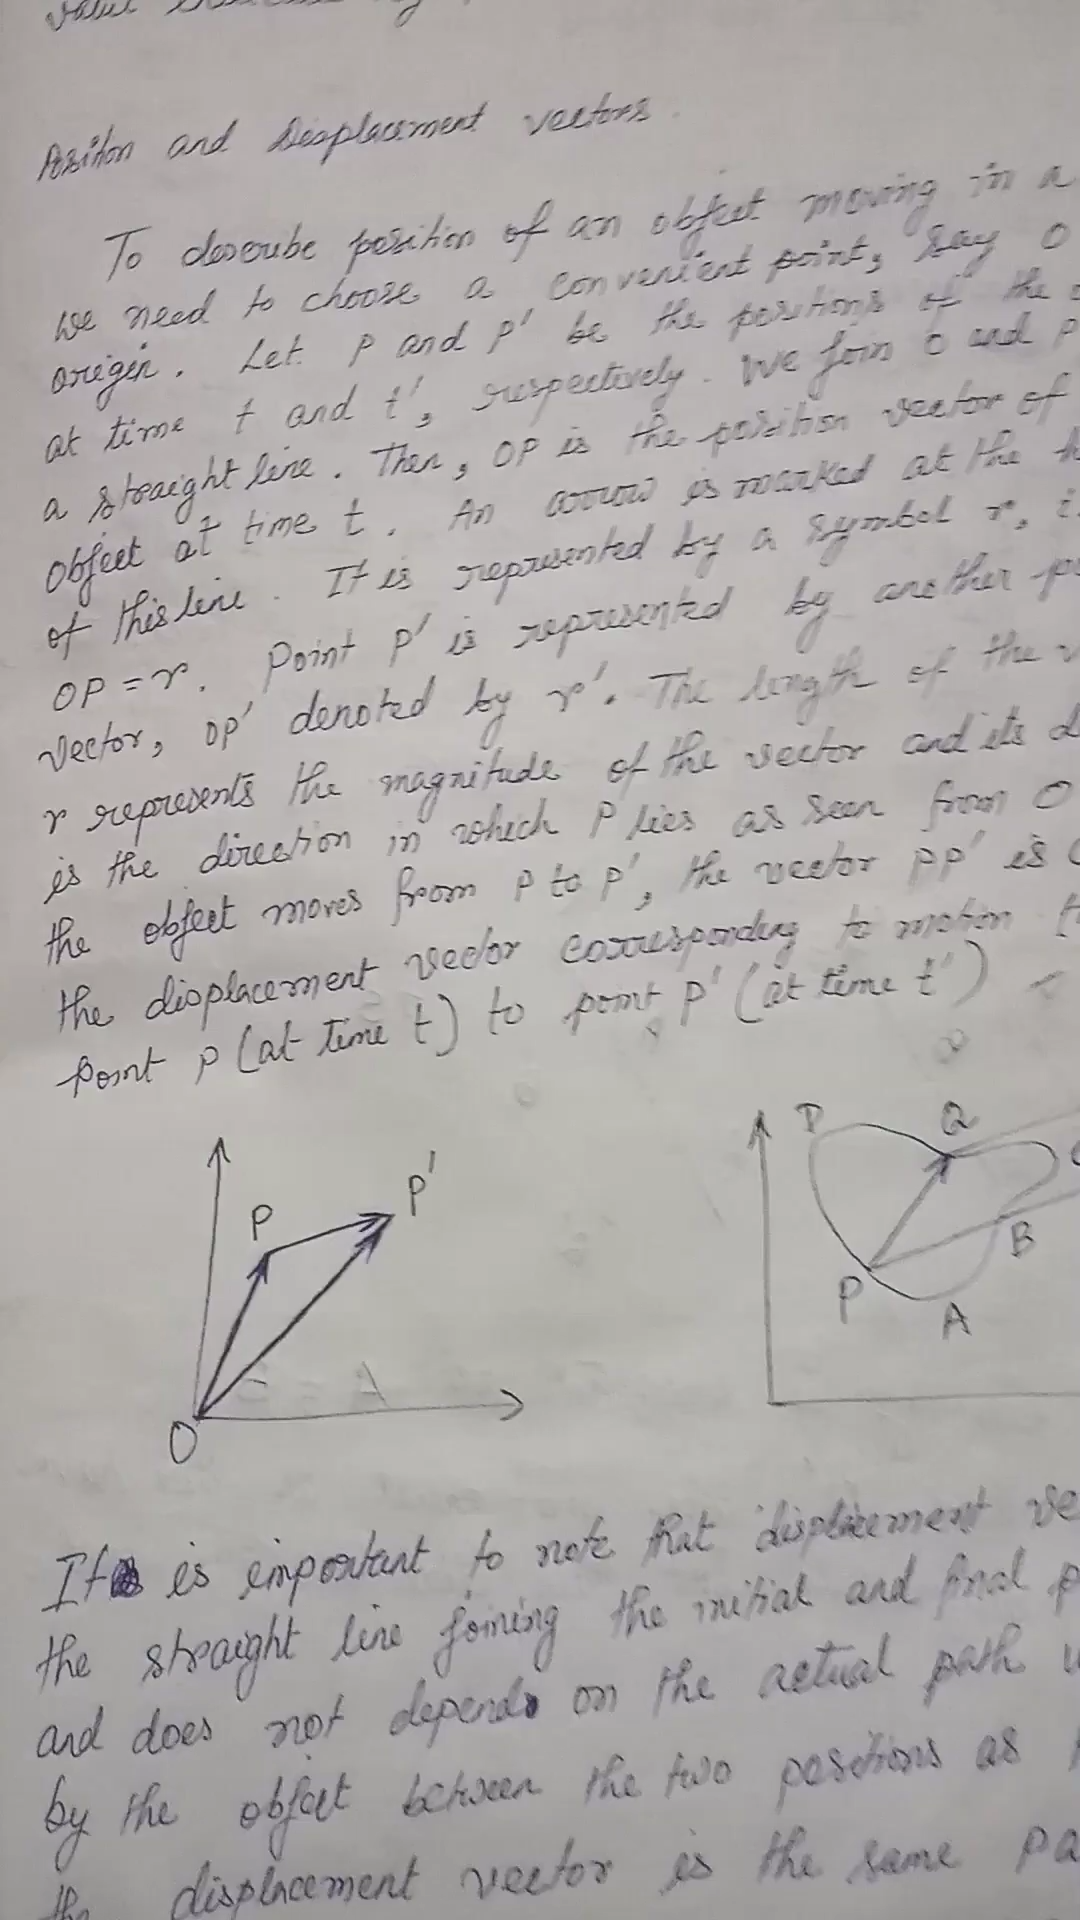 value
Position and Displacement vectors.
To describe position of an object moving in a
we need to choose a convenient point, say O
origin. Let P and P' be the positions of the
at time t and t', respectively. We join O and P
a straight line. Then, OP is the position vector of
object at time t. An arrow is marked at the
of this line. It is represented by a symbol r, i
OP = r. Point P' is represented by another
vector, OP' denoted by r'. The length of the
r represents the magnitude of the vector and its
is the direction in which P lies as seen from O
the object moves from P to P', the vector PP' is
the displacement vector corresponding to motion
point P (at time t) to point P' (at time t')
P
P'
O
D
Q
P
B
A
It is important to note that displacement ve
the straight line joining the initial and final p
and does not depend on the actual path
by the object between the two positions as
the displacement vector is the same pa